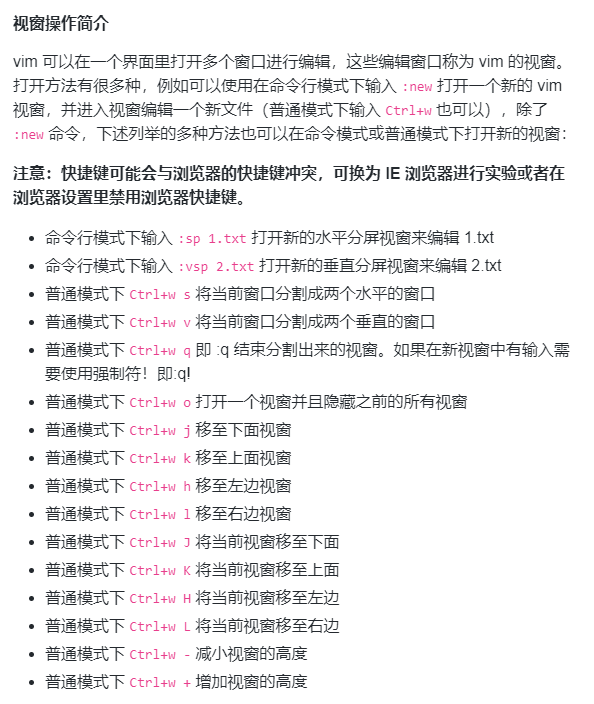 视窗操作简介
vim 可以在一个界面里打开多个窗口进行编辑，这些编辑窗口称为 vim 的视窗。
打开方法有很多种，例如可以使用在命令行模式下输入 :new 打开一个新的 vim
视窗，并进入视窗编辑一个新文件（普通模式下输入 Ctrl+w 也可以），除了
:new 命令，下述列举的多种方法也可以在命令模式或普通模式下打开新的视窗：
注意：快捷键可能会与浏览器的快捷键冲突，可换为 IE 浏览器进行实验或者在
浏览器设置里禁用浏览器快捷键。
• 命令行模式下输入 :sp 1.txt 打开新的水平分屏视窗来编辑 1.txt
• 命令行模式下输入 :vsp 2.txt 打开新的垂直分屏视窗来编辑 2.txt
• 普通模式下 Ctrl+w s 将当前窗口分割成两个水平的窗口
• 普通模式下 Ctrl+w v 将当前窗口分割成两个垂直的窗口
• 普通模式下 Ctrl+w q 即 :q 结束分割出来的视窗。如果在新视窗中有输入需
要使用强制符！即:q!
• 普通模式下 Ctrl+w o 打开一个视窗并且隐藏之前的所有视窗
• 普通模式下 Ctrl+w j 移至下面视窗
• 普通模式下 Ctrl+w k 移至上面视窗
• 普通模式下 Ctrl+w h 移至左边视窗
• 普通模式下 Ctrl+w l 移至右边视窗
• 普通模式下 Ctrl+w J 将当前视窗移至下面
• 普通模式下 Ctrl+w K 将当前视窗移至上面
• 普通模式下 Ctrl+w H 将当前视窗移至左边
• 普通模式下 Ctrl+w L 将当前视窗移至右边
• 普通模式下 Ctrl+w - 减小视窗的高度
• 普通模式下 Ctrl+w + 增加视窗的高度